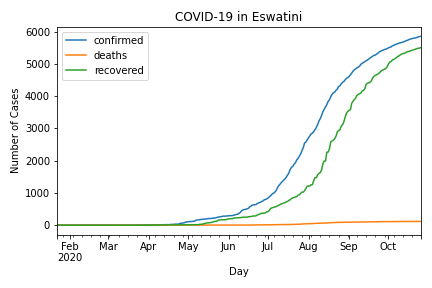 COVID-19 in Eswatini
confirmed
deaths
recovered
Number of Cases
6000
5000
4000
3000
2000
1000
0
Feb Mar Apr May Jun Jul Aug Sep Oct
2020
Day